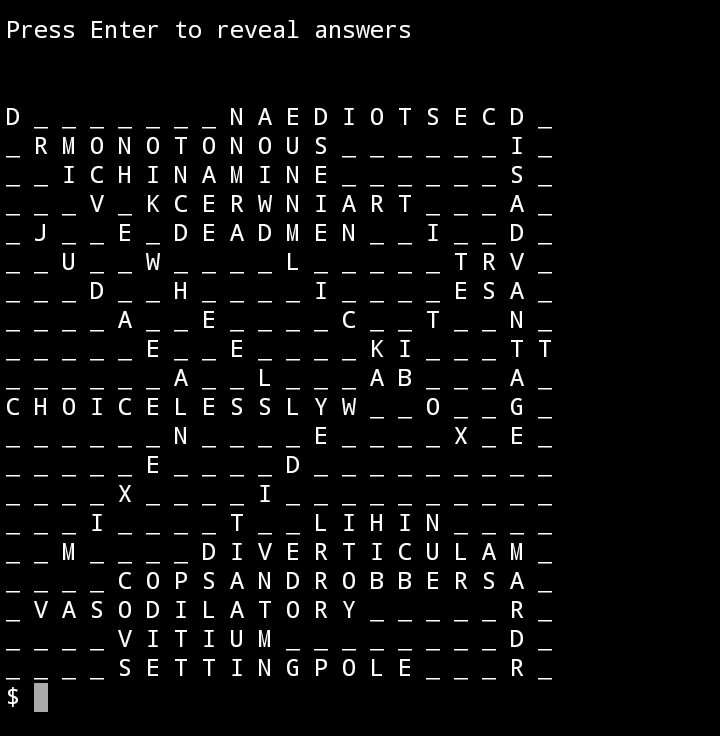 Press Enter to reveal answers
D _ _ _ _ _ _ _ N A E D I O T S E C D _
_ R M O N O T O N O U S _ _ _ _ _ _ I _
_ _ I C H I N A M I N E _ _ _ _ _ _ S _
_ _ _ V _ K C E R W N I A R T _ _ _ A _
_ J _ _ E _ D E A D M E N _ _ I _ _ D _
_ _ U _ _ W _ _ _ _ L _ _ _ _ _ T R V _
_ _ _ D _ _ H _ _ _ _ I _ _ _ _ E S A _
_ _ _ _ A _ _ E _ _ _ _ C _ _ T _ _ N _
_ _ _ _ _ E _ _ E _ _ _ _ K I _ _ _ T T
_ _ _ _ _ _ A _ _ L _ _ _ A B _ _ _ A _
C H O I C E L E S S L Y W _ _ O _ _ G _
_ _ _ _ _ _ N _ _ _ _ E _ _ _ _ X _ E _
_ _ _ _ _ E _ _ _ _ D _ _ _ _ _ _ _ _ _
_ _ _ _ X _ _ _ _ I _ _ _ _ _ _ _ _ _ _
_ _ _ I _ _ _ _ T _ _ L I H I N _ _ _ _
_ _ M _ _ _ _ D I V E R T I C U L A M _
_ _ _ _ C O P S A N D R O B B E R S A _
_ V A S O D I L A T O R Y _ _ _ _ _ R _
_ _ _ _ V I T I U M _ _ _ _ _ _ _ _ D _
_ _ _ _ S E T T I N G P O L E _ _ _ R _
$